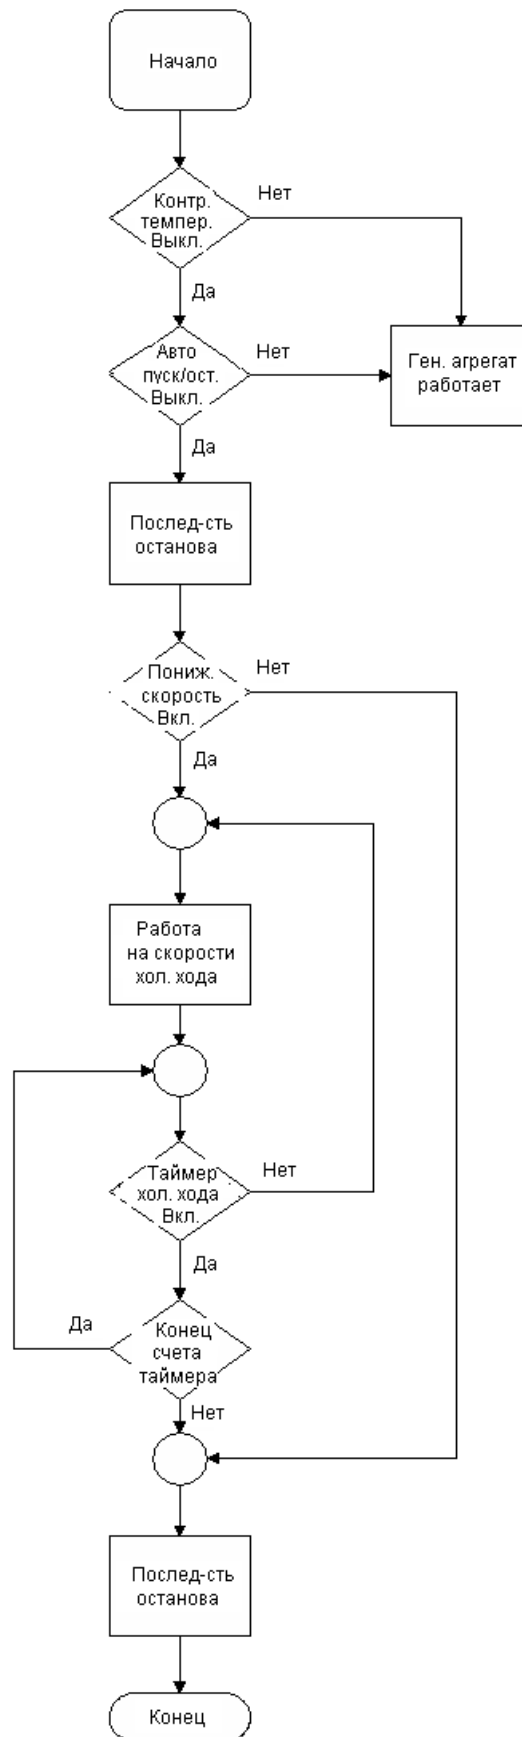 Начало
Контр.
темпер.
Выкл.
Нет
Да
Авто
пуск/ост.
Выкл.
Нет
Ген. агрегат
работает
Да
Послед-сть
останова
Пониж.
скорость
Вкл.
Нет
Да
Работа
на скорости
хол. хода
Таймер
хол. хода
Вкл.
Нет
Да
Конец
счета
таймера
Да
Нет
Послед-сть
останова
Конец